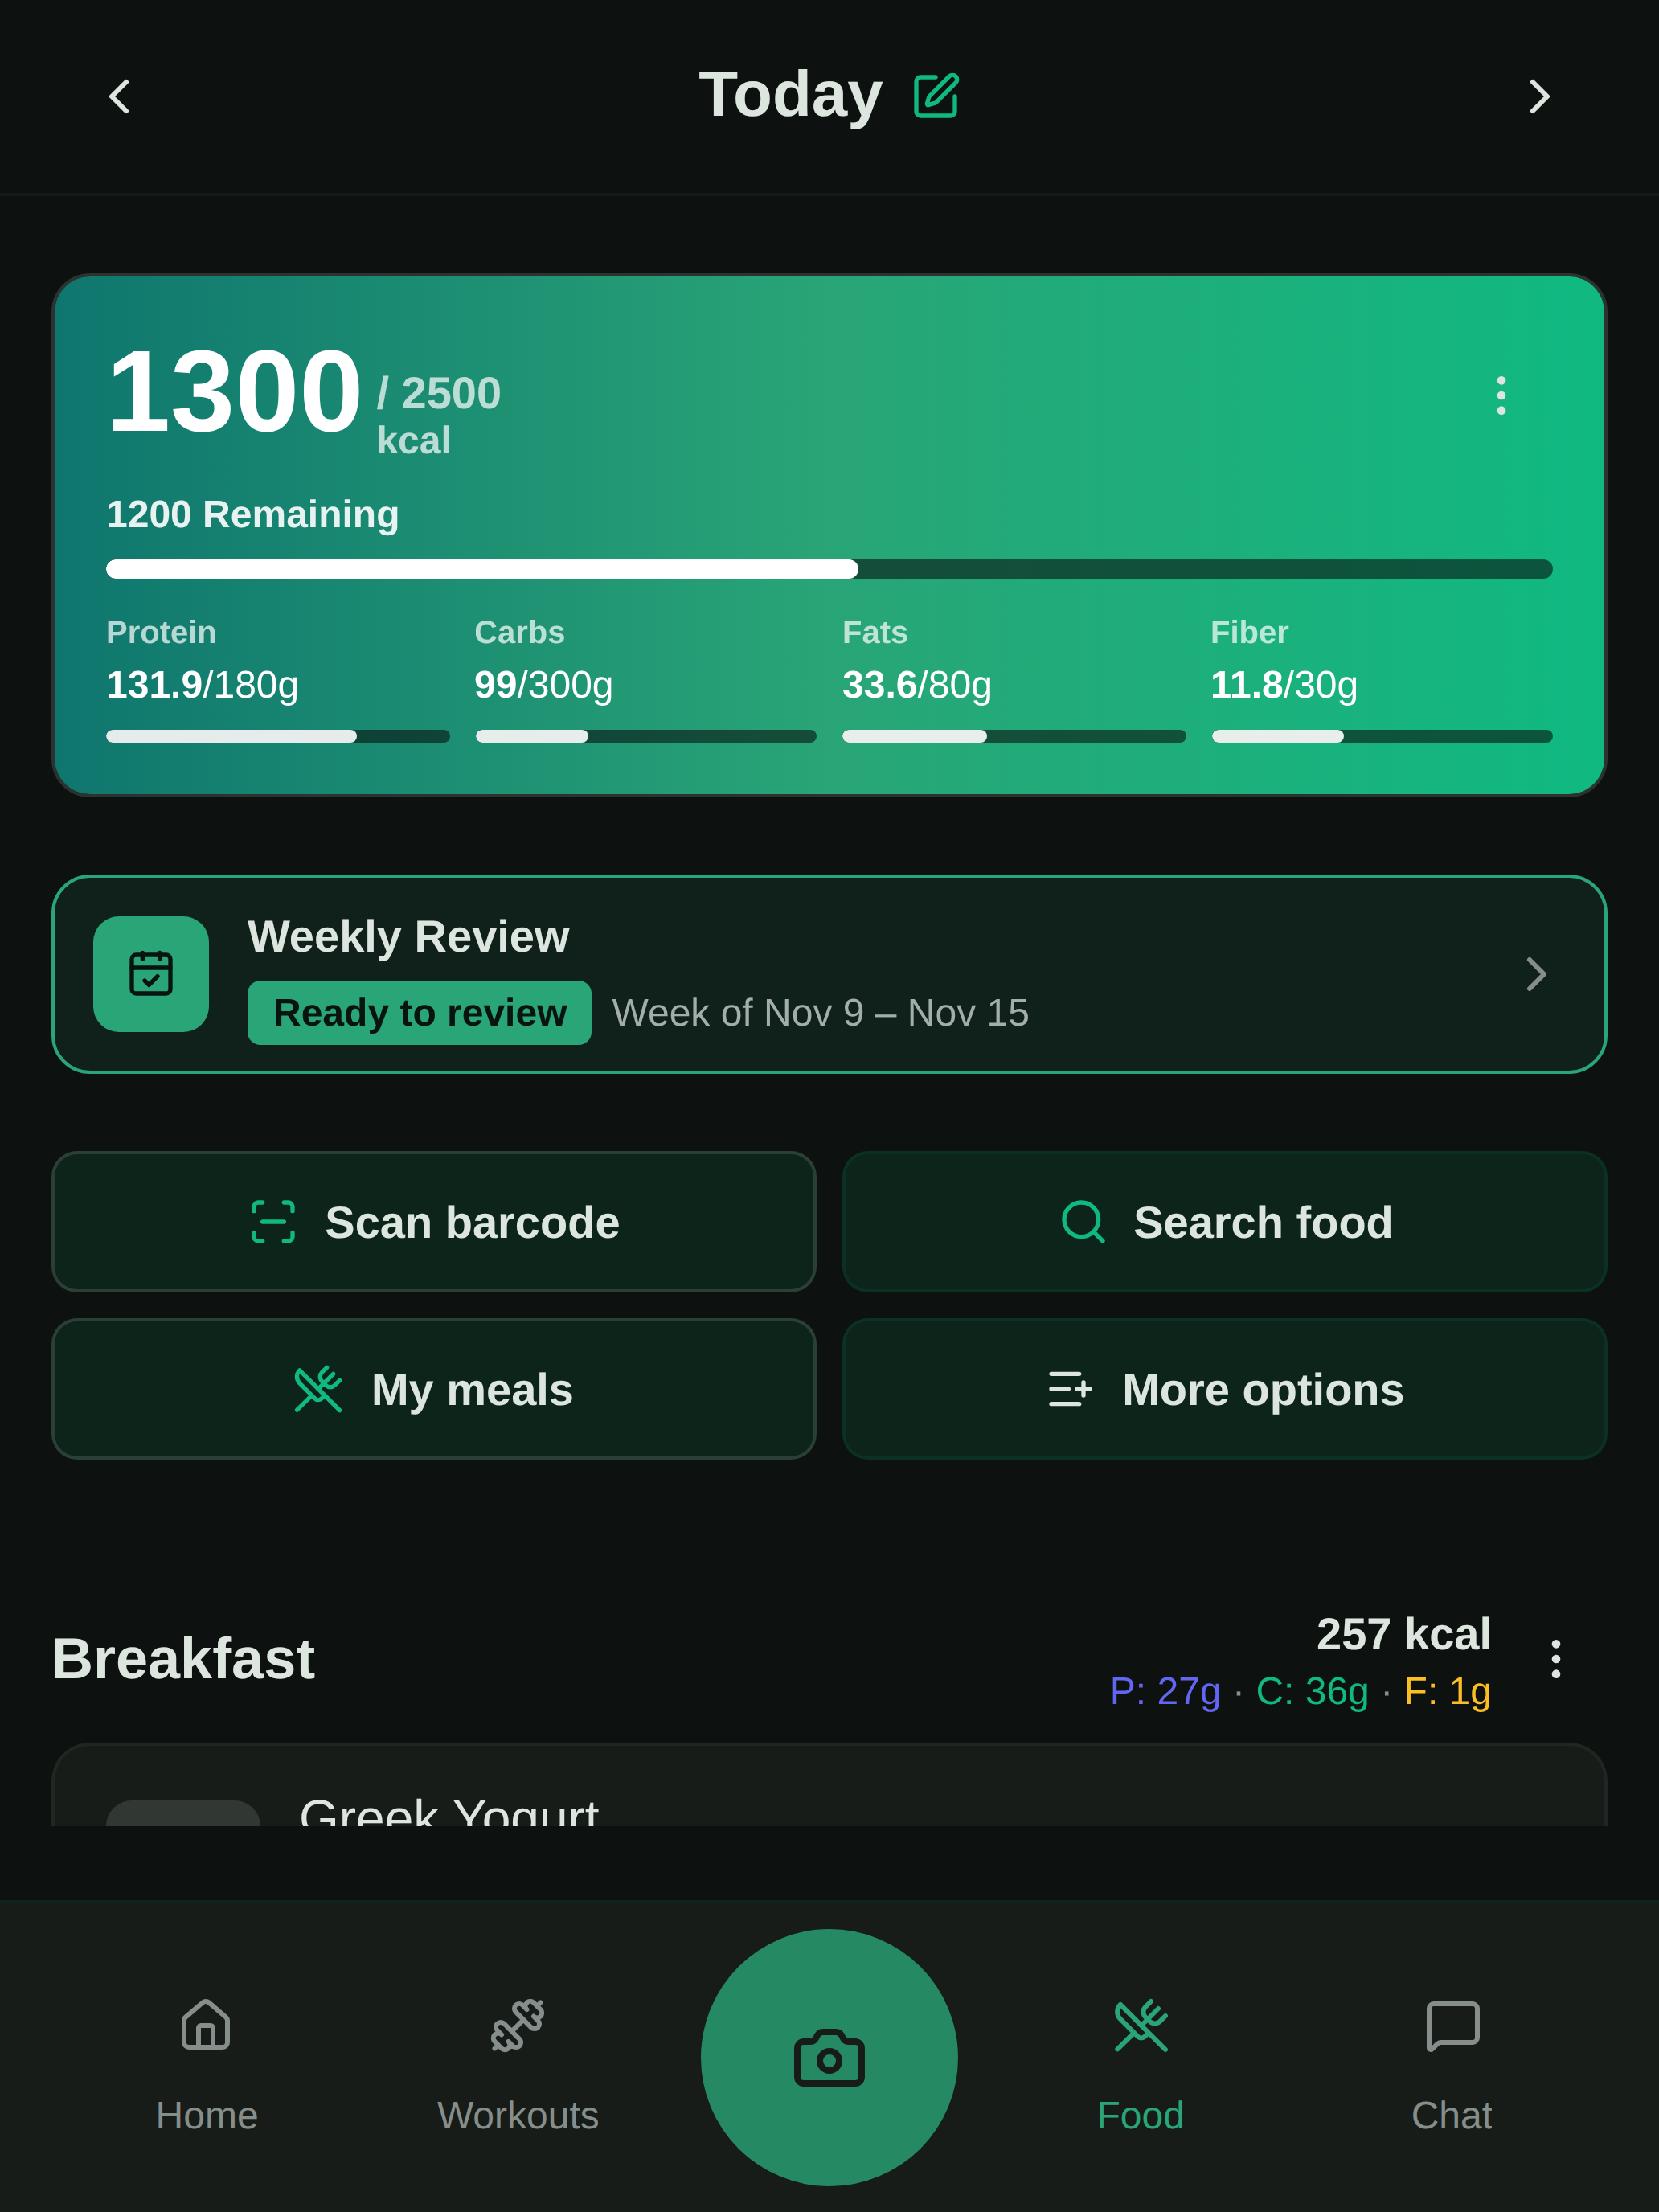 Today
1300 / 2500
kcal
1200 Remaining
Protein Carbs Fats Fiber
131.9/180g 99/300g 33.6/80g 11.8/30g
Weekly Review
Ready to review Week of Nov 9 – Nov 15
Scan barcode Search food
My meals More options
Breakfast 257 kcal
P: 27g · C: 36g · F: 1g
Greek Yogurt
Home Workouts Food Chat